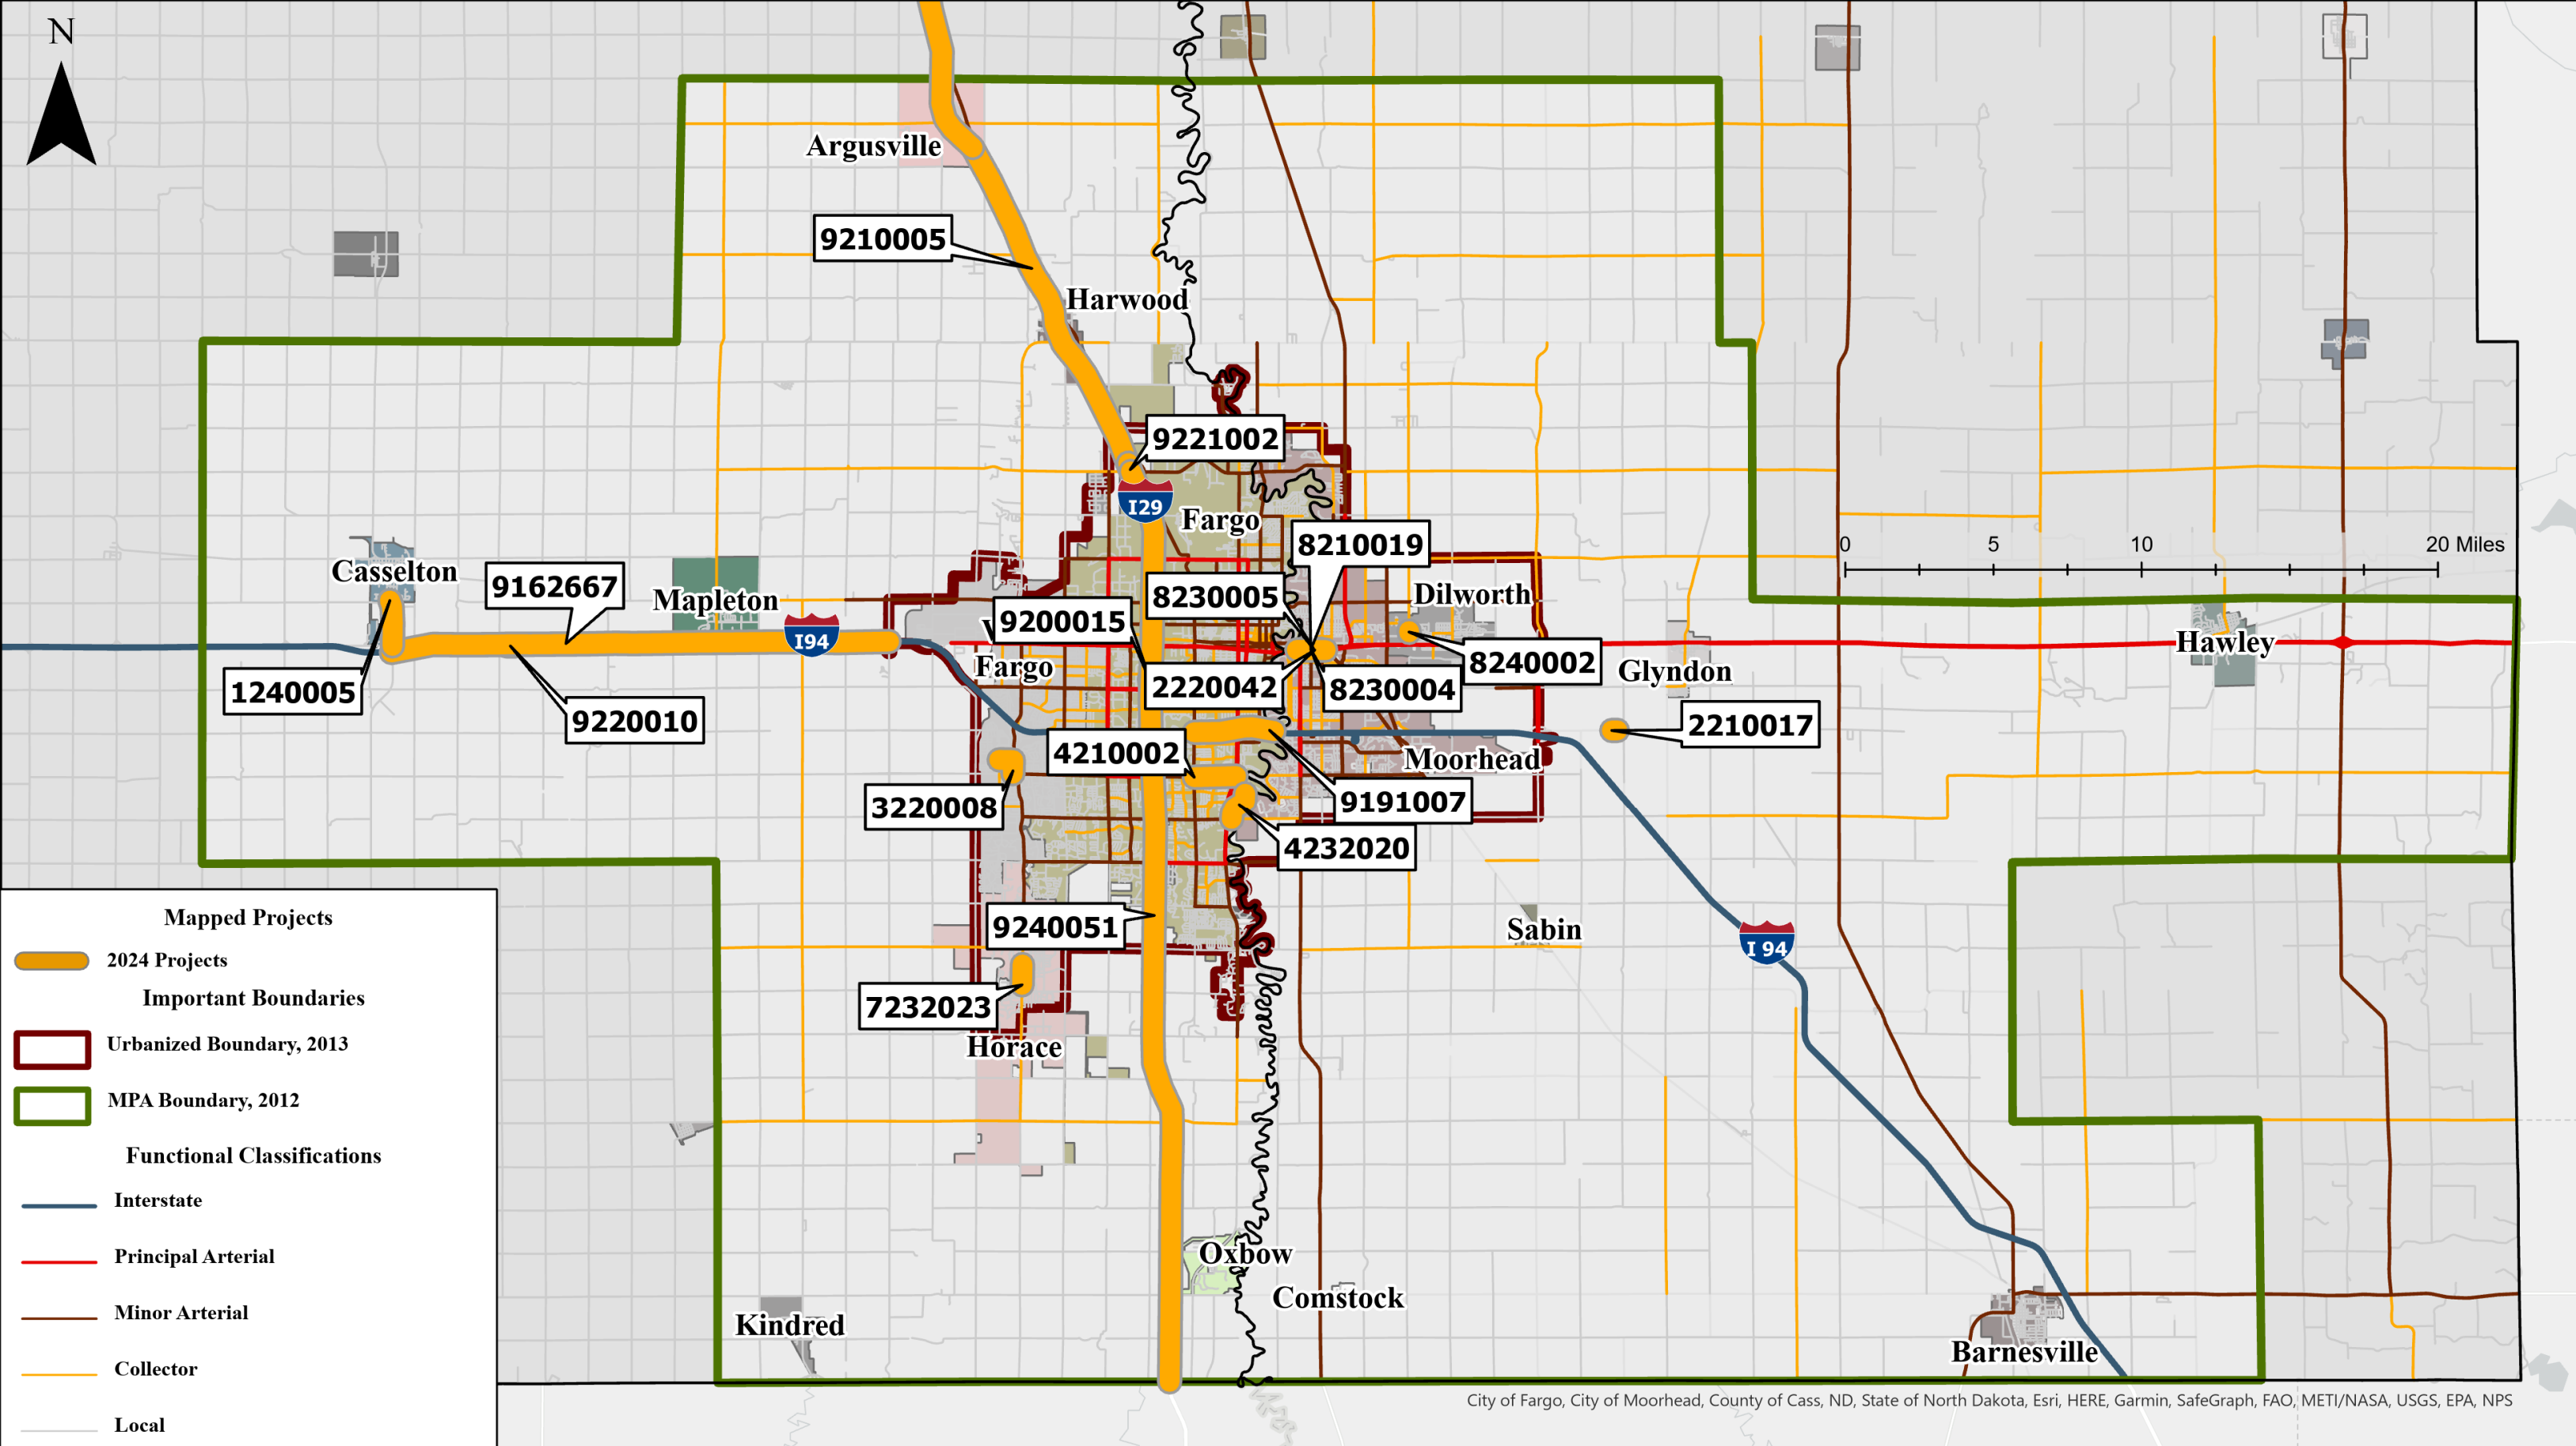 N
Argusville
9210005
Harwood
9221002
I29
Fargo
8210019
0 5 10 20 Miles
Casselton
9162667
Mapleton
8230005
Dilworth
9200015
I94
Fargo
Hawley
8240002
Glyndon
1240005
2220042
8230004
9220010
2210017
4210002
Moorhead
3220008
9191007
4232020
9240051
Sabin
I 94
7232023
Horace
Oxbow
Comstock
Kindred
Barnesville
Mapped Projects
2024 Projects
Important Boundaries
Urbanized Boundary, 2013
MPA Boundary, 2012
Functional Classifications
Interstate
Principal Arterial
Minor Arterial
Collector
Local
City of Fargo, City of Moorhead, County of Cass, ND, State of North Dakota, Esri, HERE, Garmin, SafeGraph, FAO, METI/NASA, USGS, EPA, NPS